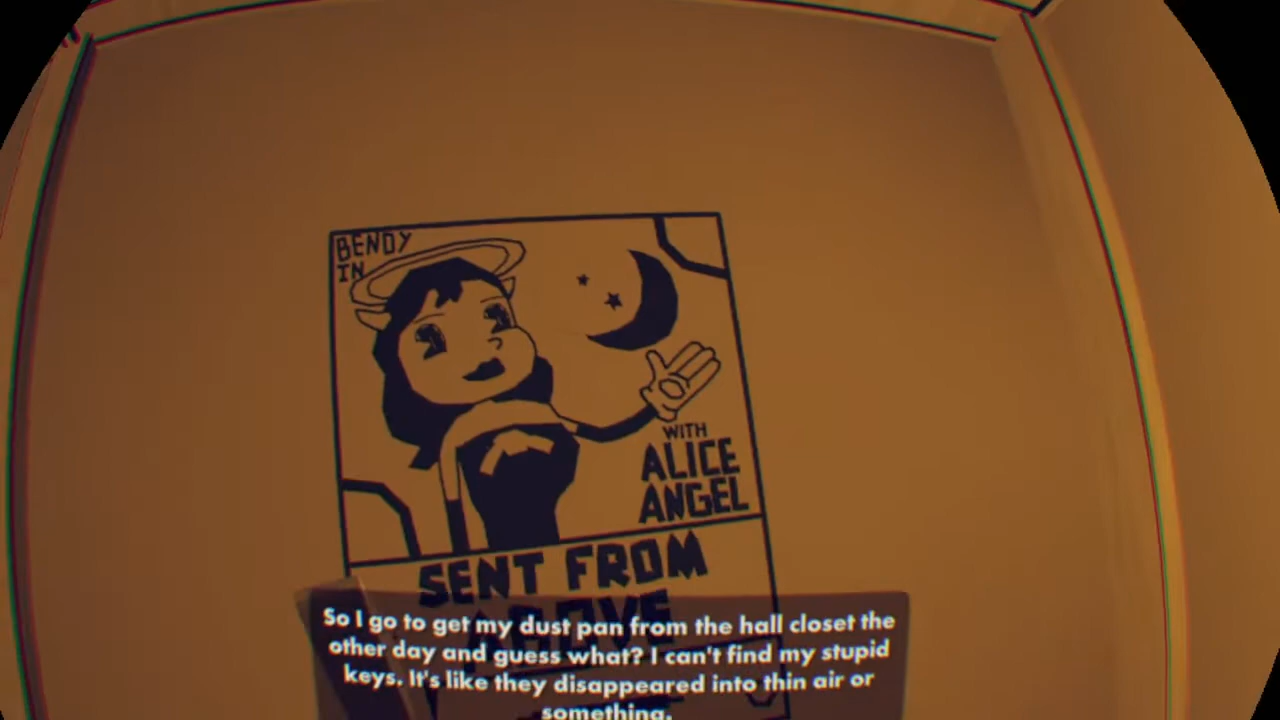 BENDY
IN
WITH
ALICE
ANGEL
SENT FROM
ABOVE
So I go to get my dust pan from the hall closet the
other day and guess what? I can't find my stupid
keys. It's like they disappeared into thin air or
something.